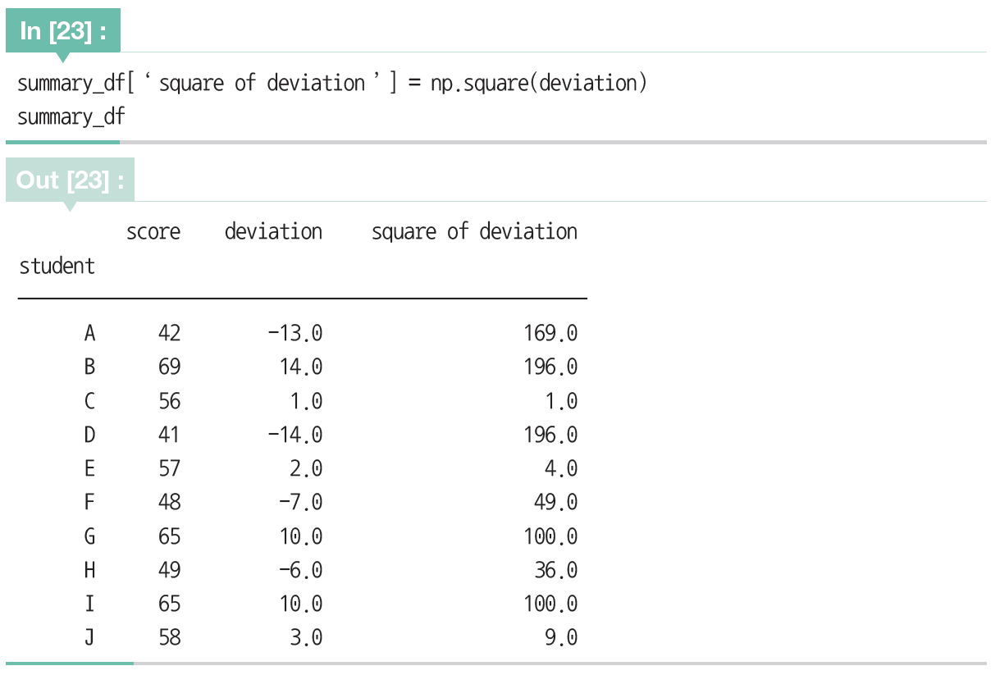 In [23] :
summary_df[ ‘ square of deviation ’ ] = np.square(deviation)
summary_df
Out [23] :
score deviation square of deviation
student
A 42 −13.0 169.0
B 69 14.0 196.0
C 56 1.0 1.0
D 41 −14.0 196.0
E 57 2.0 4.0
F 48 −7.0 49.0
G 65 10.0 100.0
H 49 −6.0 36.0
I 65 10.0 100.0
J 58 3.0 9.0